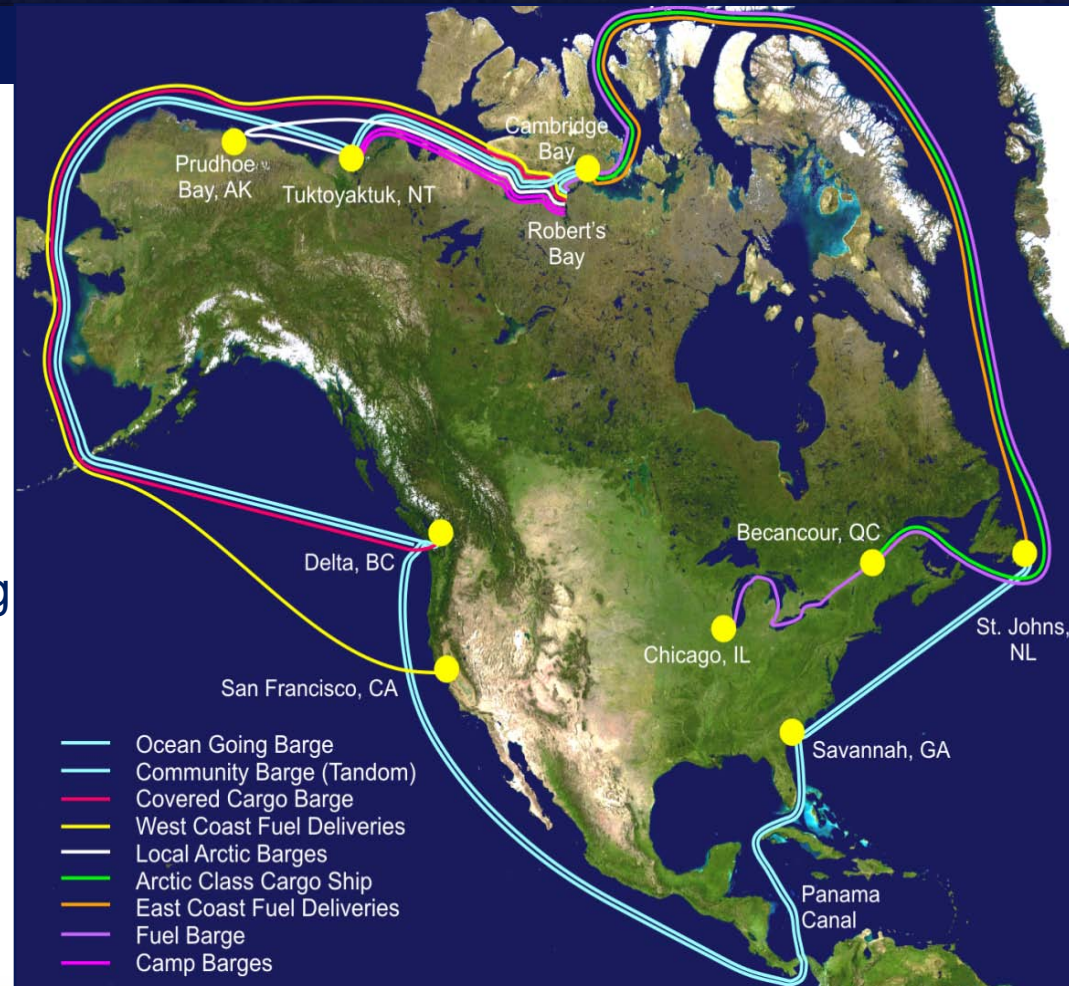 Cambridge
Bay
Prudhoe
Bay, AK
Tuktoyaktuk, NT
Robert's
Bay
Delta, BC
Becancour, QC
St. Johns,
NL
Chicago, IL
San Francisco, CA
Savannah, GA
Panama
Canal
Ocean Going Barge
Community Barge (Tandom)
Covered Cargo Barge
West Coast Fuel Deliveries
Local Arctic Barges
Arctic Class Cargo Ship
East Coast Fuel Deliveries
Fuel Barge
Camp Barges